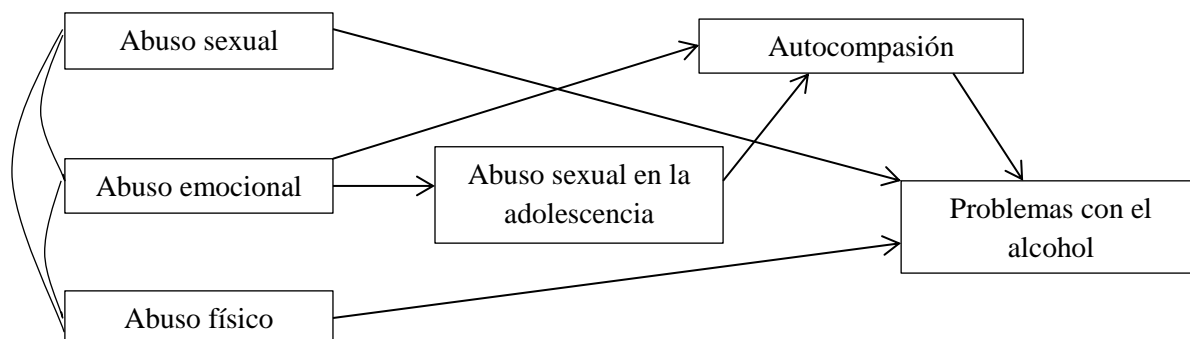 Abuso sexual
Autocompasión
Abuso emocional
Abuso sexual en la
adolescencia
Problemas con el
alcohol
Abuso físico